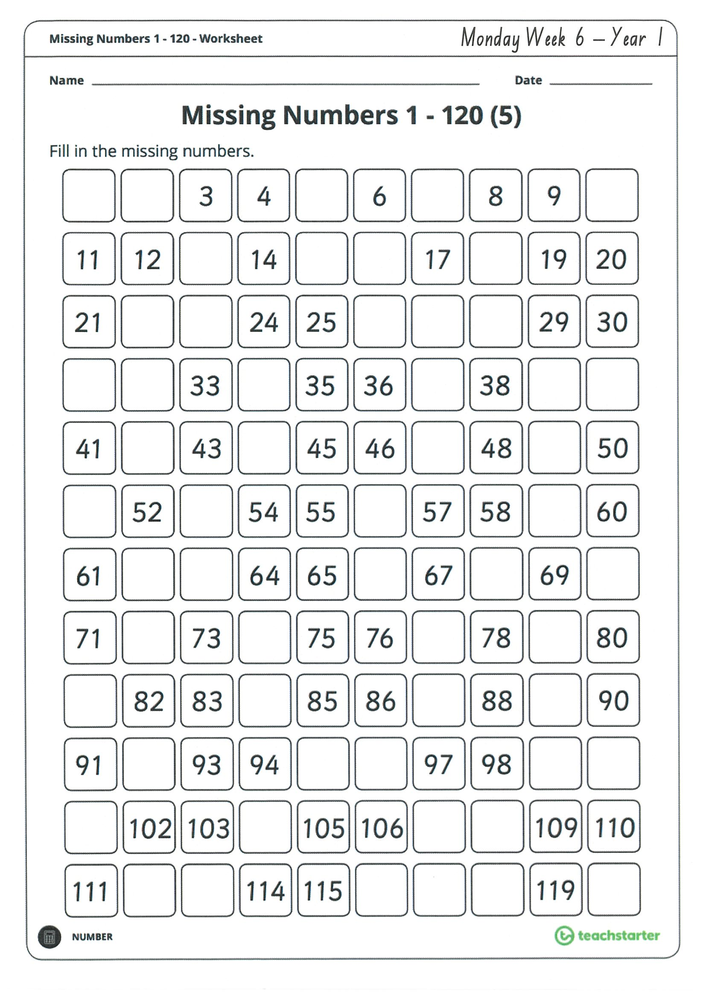 Missing Numbers 1 - 120 - Worksheet
Monday Week 6 – Year 1
Name
Date
Missing Numbers 1 - 120 (5)
Fill in the missing numbers.
3 4 6 8 9
11 12 14 17 19 20
21 24 25 29 30
33 35 36 38
41 43 45 46 48 50
52 54 55 57 58 60
61 64 65 67 69
71 73 75 76 78 80
82 83 85 86 88 90
91 93 94 97 98
102 103 105 106 109 110
111 114 115 119
NUMBER
teachstarter